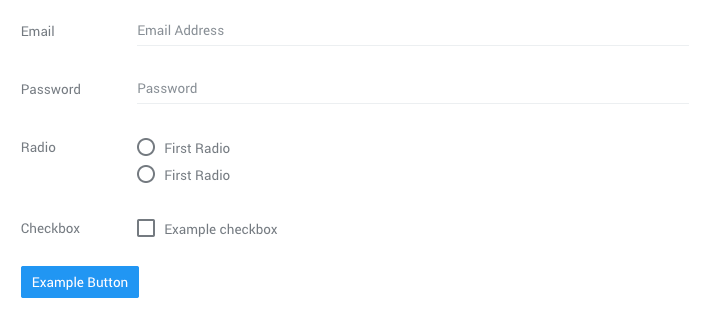 Email Email Address
Password Password
Radio First Radio
First Radio
Checkbox Example checkbox
Example Button